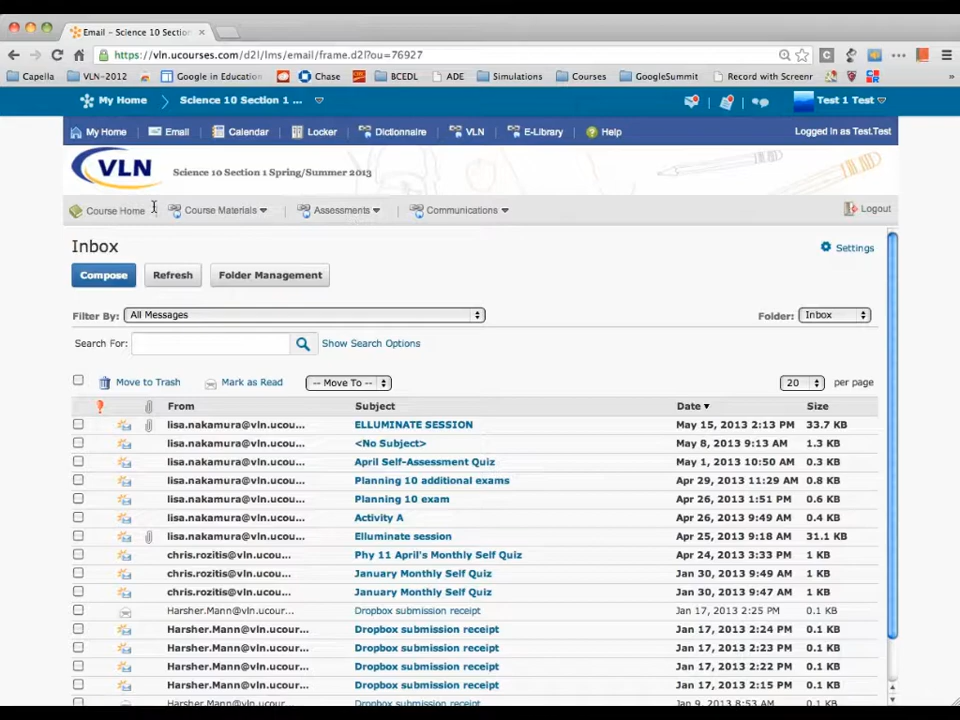 Email – Science 10 Section
https://vln.ucourses.com/d2l/lms/email/frame.d2l?ou=76927
Capella VLN-2012 Google in Education Chase BCEDL ADE Simulations Courses GoogleSummit Record with Screenr »
My Home Science 10 Section 1 ... Test 1 Test
My Home Email Calendar Locker Dictionnaire VLN E-Library Help Logged in as Test.Test
VLN Science 10 Section 1 Spring/Summer 2013
Course Home Course Materials Assessments Communications Logout
Inbox Settings
Compose Refresh Folder Management
Filter By: All Messages Folder: Inbox
Search For: Show Search Options
Move to Trash Mark as Read -- Move To -- 20 per page
From Subject Date Size
lisa.nakamura@vln.ucou... ELLUMINATE SESSION May 15, 2013 2:13 PM 33.7 KB
lisa.nakamura@vln.ucou... <No Subject> May 8, 2013 9:13 AM 1.3 KB
lisa.nakamura@vln.ucou... April Self-Assessment Quiz May 1, 2013 10:50 AM 0.3 KB
lisa.nakamura@vln.ucou... Planning 10 additional exams Apr 29, 2013 11:29 AM 0.8 KB
lisa.nakamura@vln.ucou... Planning 10 exam Apr 26, 2013 1:51 PM 0.6 KB
lisa.nakamura@vln.ucou... Activity A Apr 26, 2013 9:49 AM 0.4 KB
lisa.nakamura@vln.ucou... Elluminate session Apr 25, 2013 9:18 AM 31.1 KB
chris.rozitis@vln.ucou... Phy 11 April's Monthly Self Quiz Apr 24, 2013 3:33 PM 1 KB
chris.rozitis@vln.ucou... January Monthly Self Quiz Jan 30, 2013 9:49 AM 1 KB
chris.rozitis@vln.ucou... January Monthly Self Quiz Jan 30, 2013 9:47 AM 1 KB
Harsher.Mann@vln.ucour... Dropbox submission receipt Jan 17, 2013 2:25 PM 0.1 KB
Harsher.Mann@vln.ucour... Dropbox submission receipt Jan 17, 2013 2:24 PM 0.1 KB
Harsher.Mann@vln.ucour... Dropbox submission receipt Jan 17, 2013 2:23 PM 0.1 KB
Harsher.Mann@vln.ucour... Dropbox submission receipt Jan 17, 2013 2:22 PM 0.1 KB
Harsher.Mann@vln.ucour... Dropbox submission receipt Jan 17, 2013 2:15 PM 0.1 KB
Harsher.Mann@vln.ucour... Dropbox submission receipt Jan 9, 2013 8:53 AM 0.1 KB